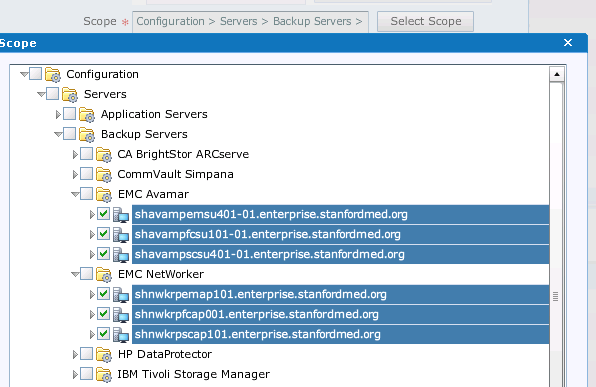 Scope * Configuration > Servers > Backup Servers > Select Scope
Scope
Configuration
Servers
Application Servers
Backup Servers
CA BrightStor ARCserve
CommVault Simpana
EMC Avamar
shavampemsu401-01.enterprise.stanfordmed.org
shavampfcsu101-01.enterprise.stanfordmed.org
shavampscsu401-01.enterprise.stanfordmed.org
EMC NetWorker
shnwkrpemap101.enterprise.stanfordmed.org
shnwkrpfcap001.enterprise.stanfordmed.org
shnwkrpscap101.enterprise.stanfordmed.org
HP DataProtector
IBM Tivoli Storage Manager